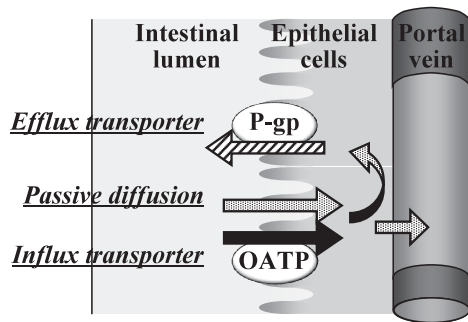 Intestinal
lumen
Epithelial
cells
Portal
vein
Efflux transporter
P-gp
Passive diffusion
Influx transporter
OATP